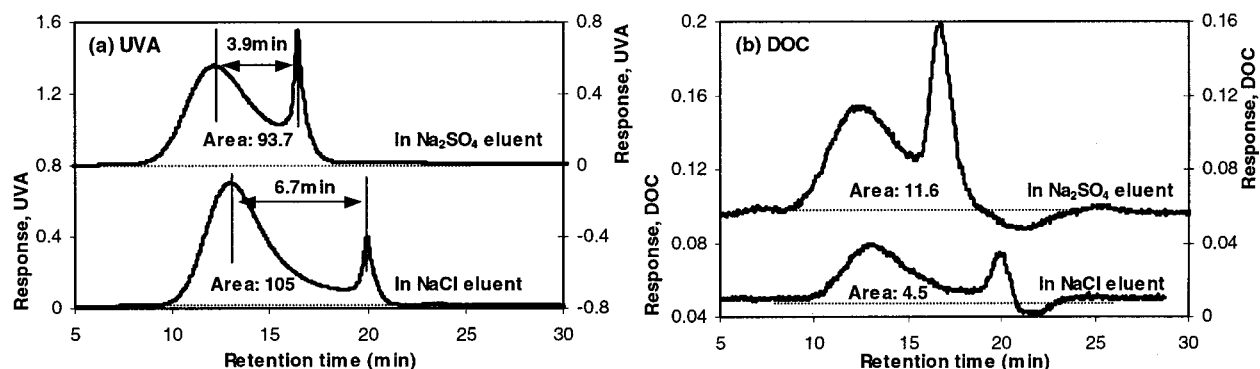 (a) UVA
1.6
1.2
0.8
0.4
0
Response, UVA
3.9min
Area: 93.7
In Na₂SO₄ eluent
6.7min
Area: 105
In NaCl eluent
0.8
0.4
0
-0.4
-0.8
Response, UVA
5 10 15 20 25 30
Retention time (min)
(b) DOC
0.2
0.16
0.12
0.08
0.04
Response, DOC
Area: 11.6
In Na₂SO₄ eluent
Area: 4.5
In NaCl eluent
0.16
0.12
0.08
0.04
0
Response, DOC
5 10 15 20 25 30
Retention time (min)